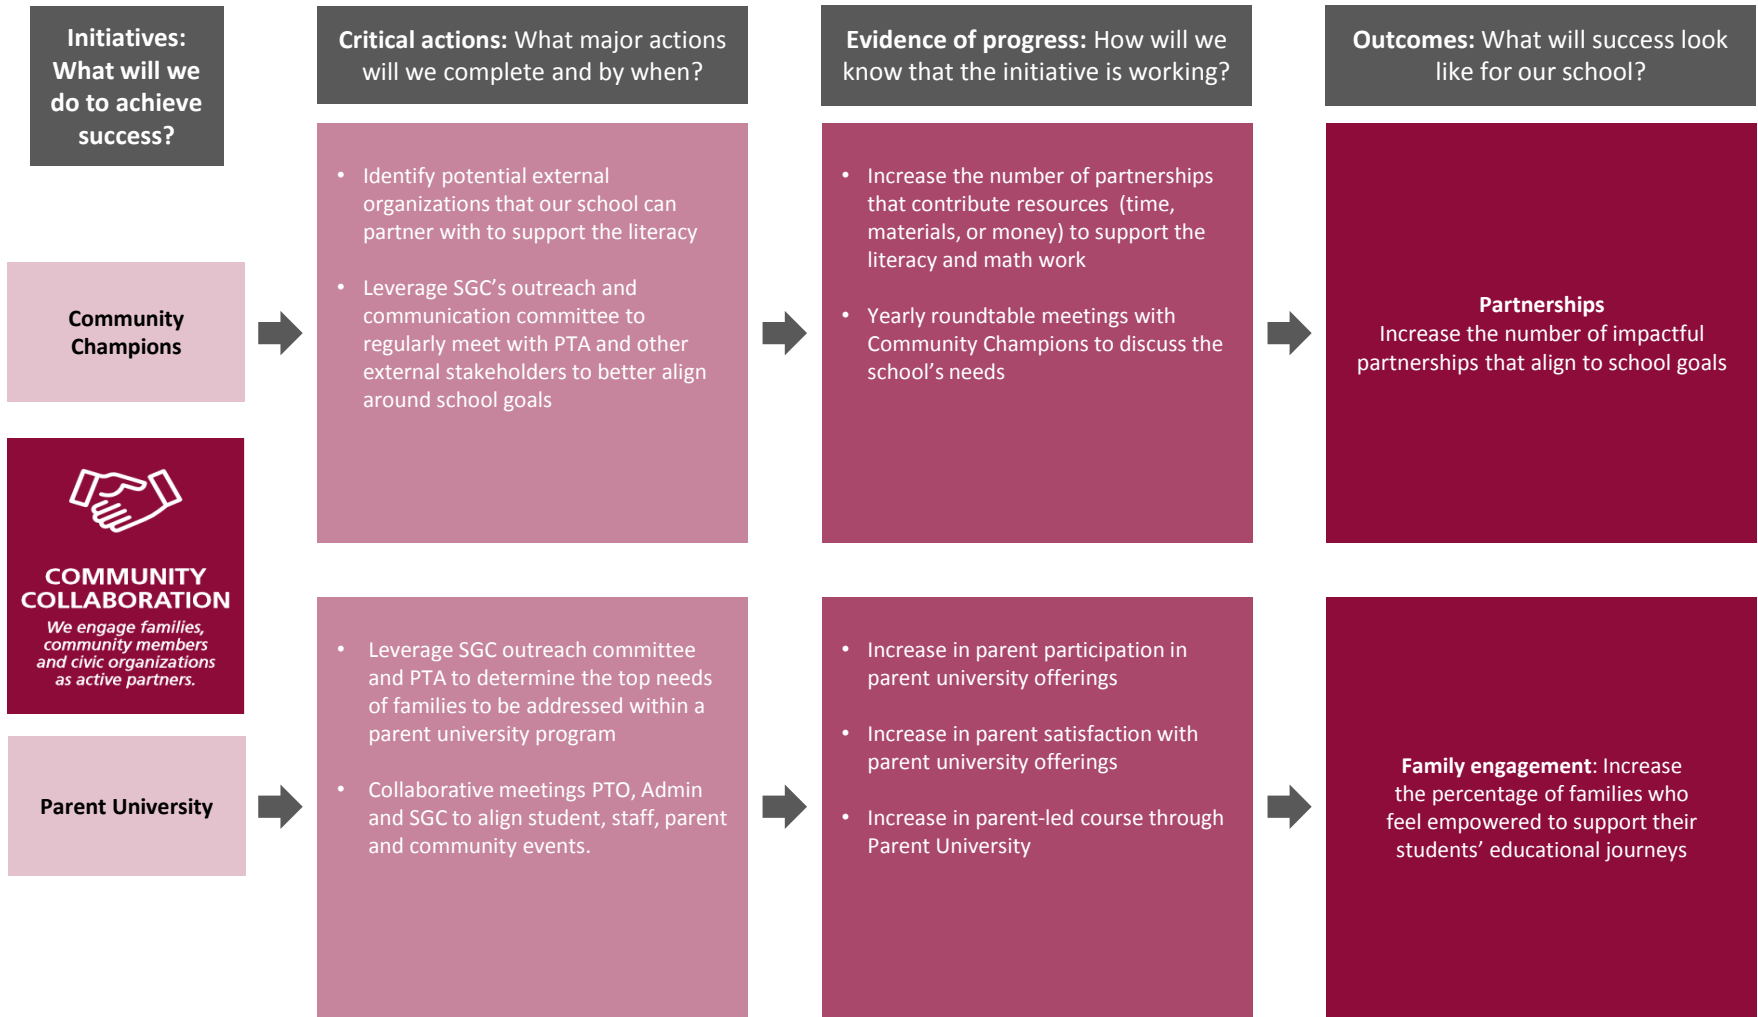 Initiatives:
What will we
do to achieve
success?
Critical actions: What major actions
will we complete and by when?
Evidence of progress: How will we
know that the initiative is working?
Outcomes: What will success look
like for our school?
Community
Champions
• Identify potential external
organizations that our school can
partner with to support the literacy
• Leverage SGC’s outreach and
communication committee to
regularly meet with PTA and other
external stakeholders to better align
around school goals
• Increase the number of partnerships
that contribute resources  (time,
materials, or money) to support the
literacy and math work
• Yearly roundtable meetings with
Community Champions to discuss the
school’s needs
Partnerships
Increase the number of impactful
partnerships that align to school goals
COMMUNITY
COLLABORATION
We engage families,
community members
and civic organizations
as active partners.
Parent University
• Leverage SGC outreach committee
and PTA to determine the top needs
of families to be addressed within a
parent university program
• Collaborative meetings PTO, Admin
and SGC to align student, staff, parent
and community events.
• Increase in parent participation in
parent university offerings
• Increase in parent satisfaction with
parent university offerings
• Increase in parent-led course through
Parent University
Family engagement: Increase
the percentage of families who
feel empowered to support their
students’ educational journeys